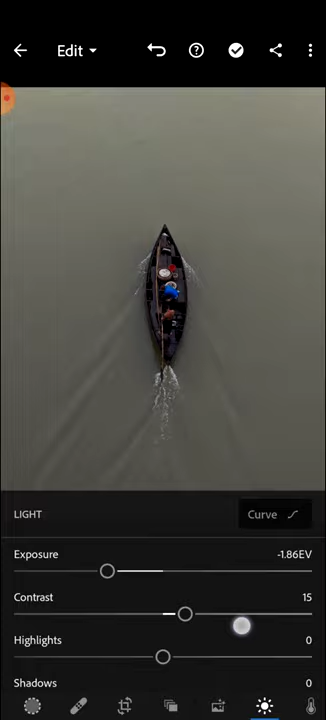 Edit
LIGHT
Curve
Exposure -1.86EV
Contrast 15
Highlights 0
Shadows 0